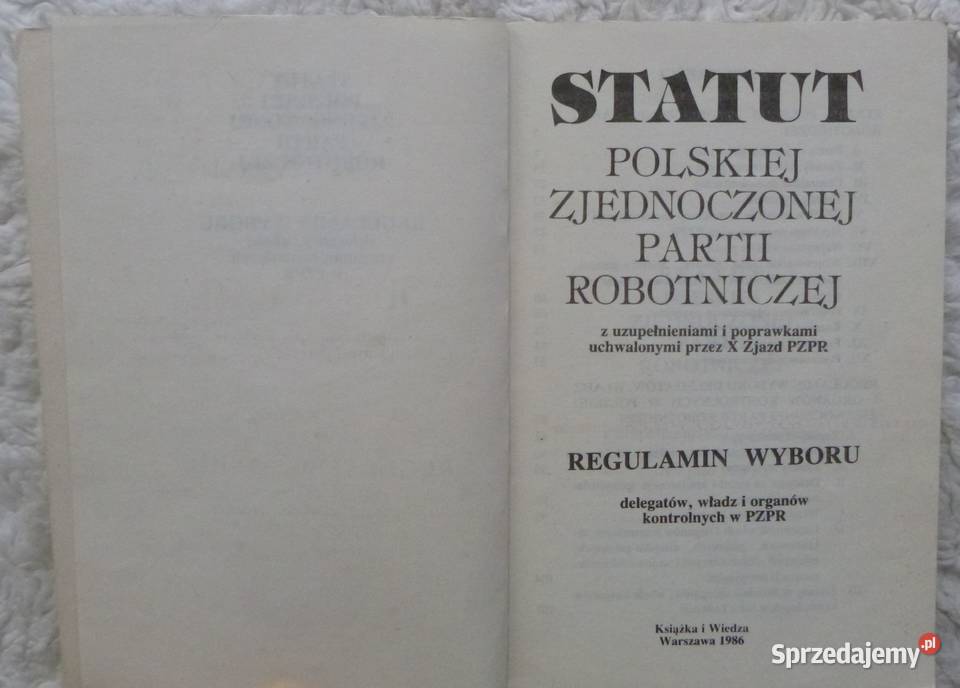 STATUT
POLSKIEJ
ZJEDNOCZONEJ
PARTII
ROBOTNICZEJ
z uzupełnieniami i poprawkami
uchwalonymi przez X Zjazd PZPR
REGULAMIN WYBORU
delegatów, władz i organów
kontrolnych w PZPR
Książka i Wiedza
Warszawa 1986
Sprzedajemy.pl